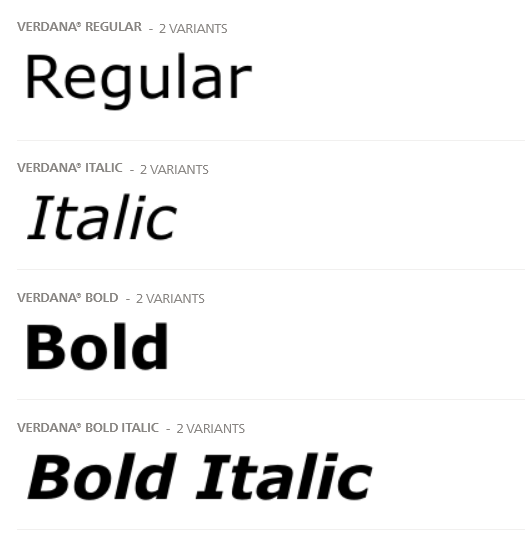 VERDANA® REGULAR - 2 VARIANTS
Regular
VERDANA® ITALIC - 2 VARIANTS
Italic
VERDANA® BOLD - 2 VARIANTS
Bold
VERDANA® BOLD ITALIC - 2 VARIANTS
Bold Italic